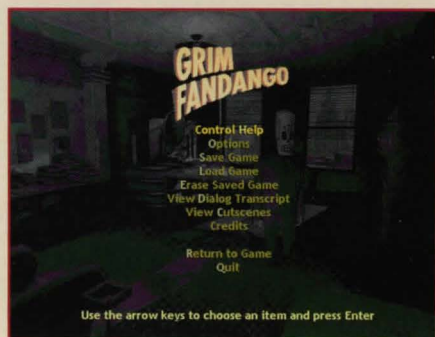 GRIM
FANDANGO
Control Help
Options
Save Game
Load Game
Erase Saved Game
View Dialog Transcript
View Cutscenes
Credits
Return to Game
Quit
Use the arrow keys to choose an item and press Enter